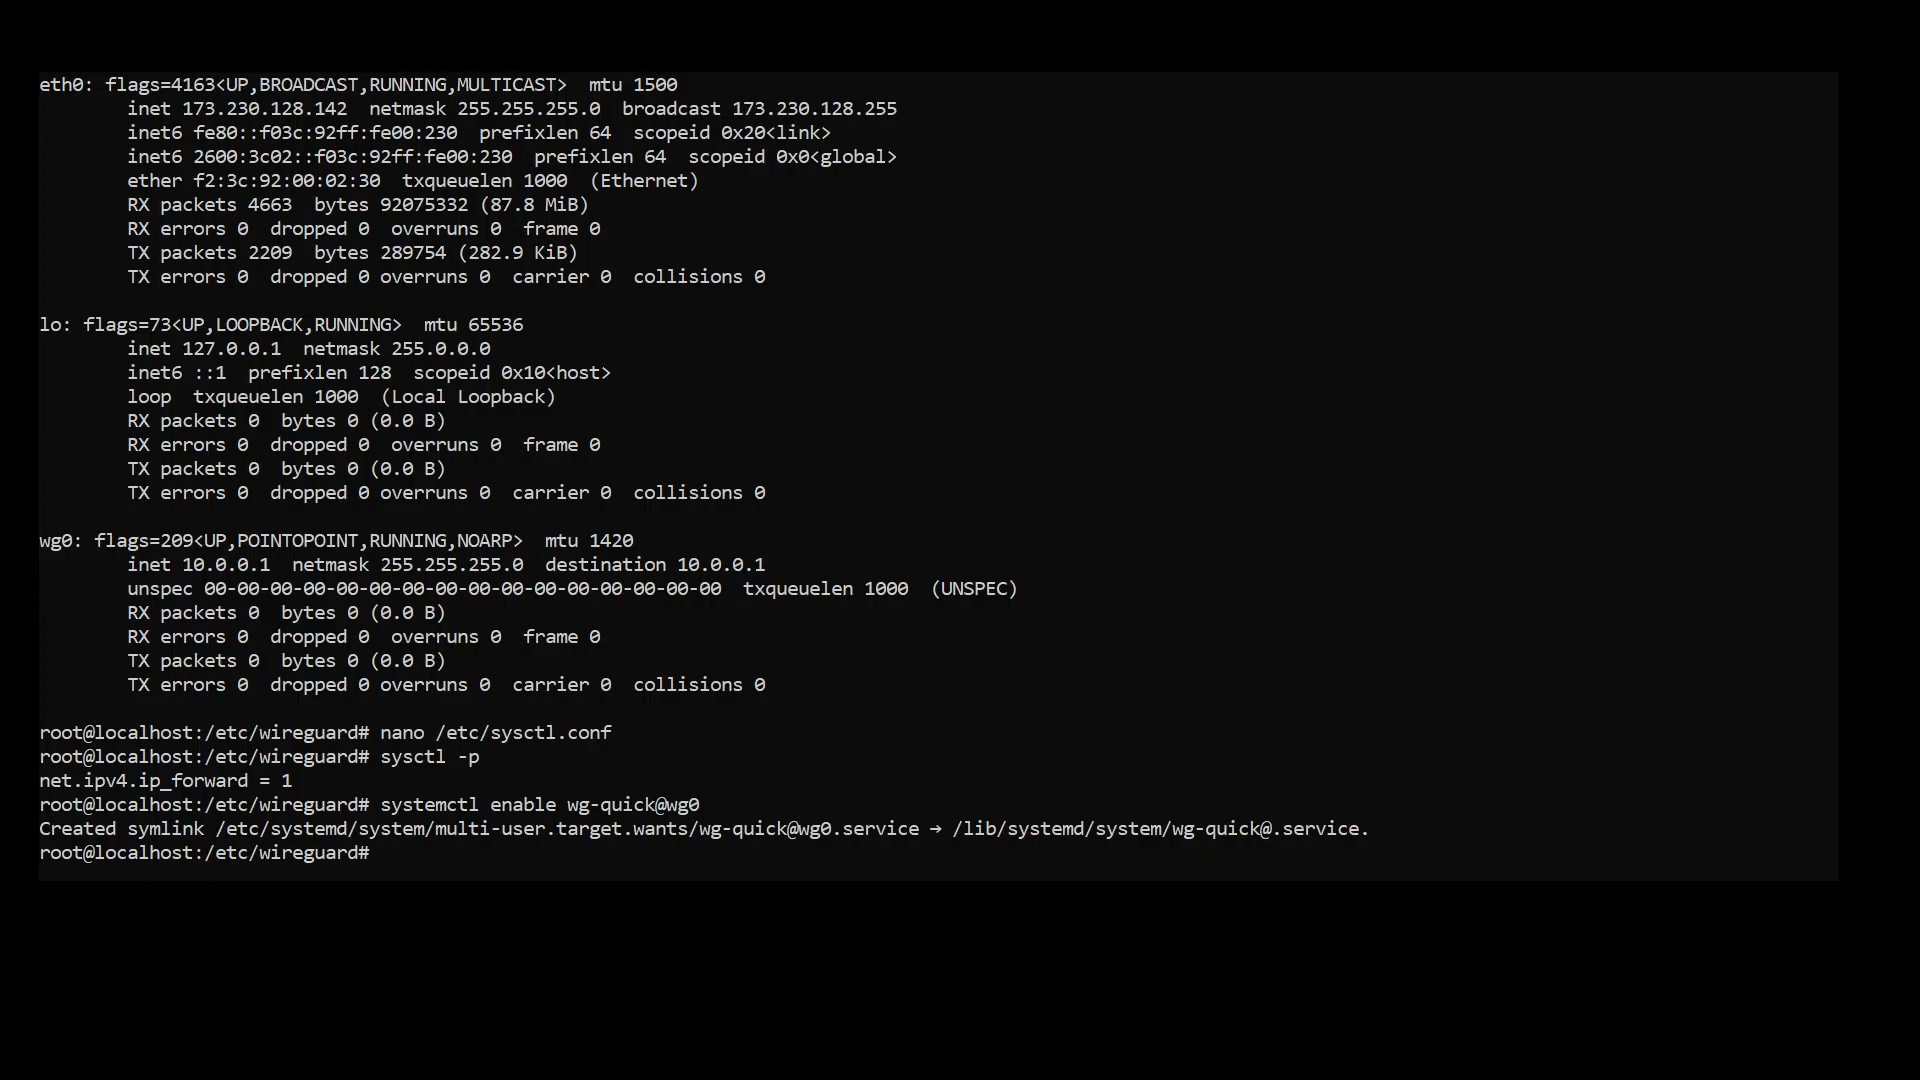 eth0: flags=4163<UP,BROADCAST,RUNNING,MULTICAST>  mtu 1500
        inet 173.230.128.142  netmask 255.255.255.0  broadcast 173.230.128.255
        inet6 fe80::f03c:92ff:fe00:230  prefixlen 64  scopeid 0x20<link>
        inet6 2600:3c02::f03c:92ff:fe00:230  prefixlen 64  scopeid 0x0<global>
        ether f2:3c:92:00:02:30  txqueuelen 1000  (Ethernet)
        RX packets 4663  bytes 92075332 (87.8 MiB)
        RX errors 0  dropped 0  overruns 0  frame 0
        TX packets 2209  bytes 289754 (282.9 KiB)
        TX errors 0  dropped 0 overruns 0  carrier 0  collisions 0

lo: flags=73<UP,LOOPBACK,RUNNING>  mtu 65536
        inet 127.0.0.1  netmask 255.0.0.0
        inet6 ::1  prefixlen 128  scopeid 0x10<host>
        loop  txqueuelen 1000  (Local Loopback)
        RX packets 0  bytes 0 (0.0 B)
        RX errors 0  dropped 0  overruns 0  frame 0
        TX packets 0  bytes 0 (0.0 B)
        TX errors 0  dropped 0 overruns 0  carrier 0  collisions 0

wg0: flags=209<UP,POINTOPOINT,RUNNING,NOARP>  mtu 1420
        inet 10.0.0.1  netmask 255.255.255.0  destination 10.0.0.1
        unspec 00-00-00-00-00-00-00-00-00-00-00-00-00-00-00-00  txqueuelen 1000  (UNSPEC)
        RX packets 0  bytes 0 (0.0 B)
        RX errors 0  dropped 0  overruns 0  frame 0
        TX packets 0  bytes 0 (0.0 B)
        TX errors 0  dropped 0 overruns 0  carrier 0  collisions 0

root@localhost:/etc/wireguard# nano /etc/sysctl.conf
root@localhost:/etc/wireguard# sysctl -p
net.ipv4.ip_forward = 1
root@localhost:/etc/wireguard# systemctl enable wg-quick@wg0
Created symlink /etc/systemd/system/multi-user.target.wants/wg-quick@wg0.service → /lib/systemd/system/wg-quick@.service.
root@localhost:/etc/wireguard#